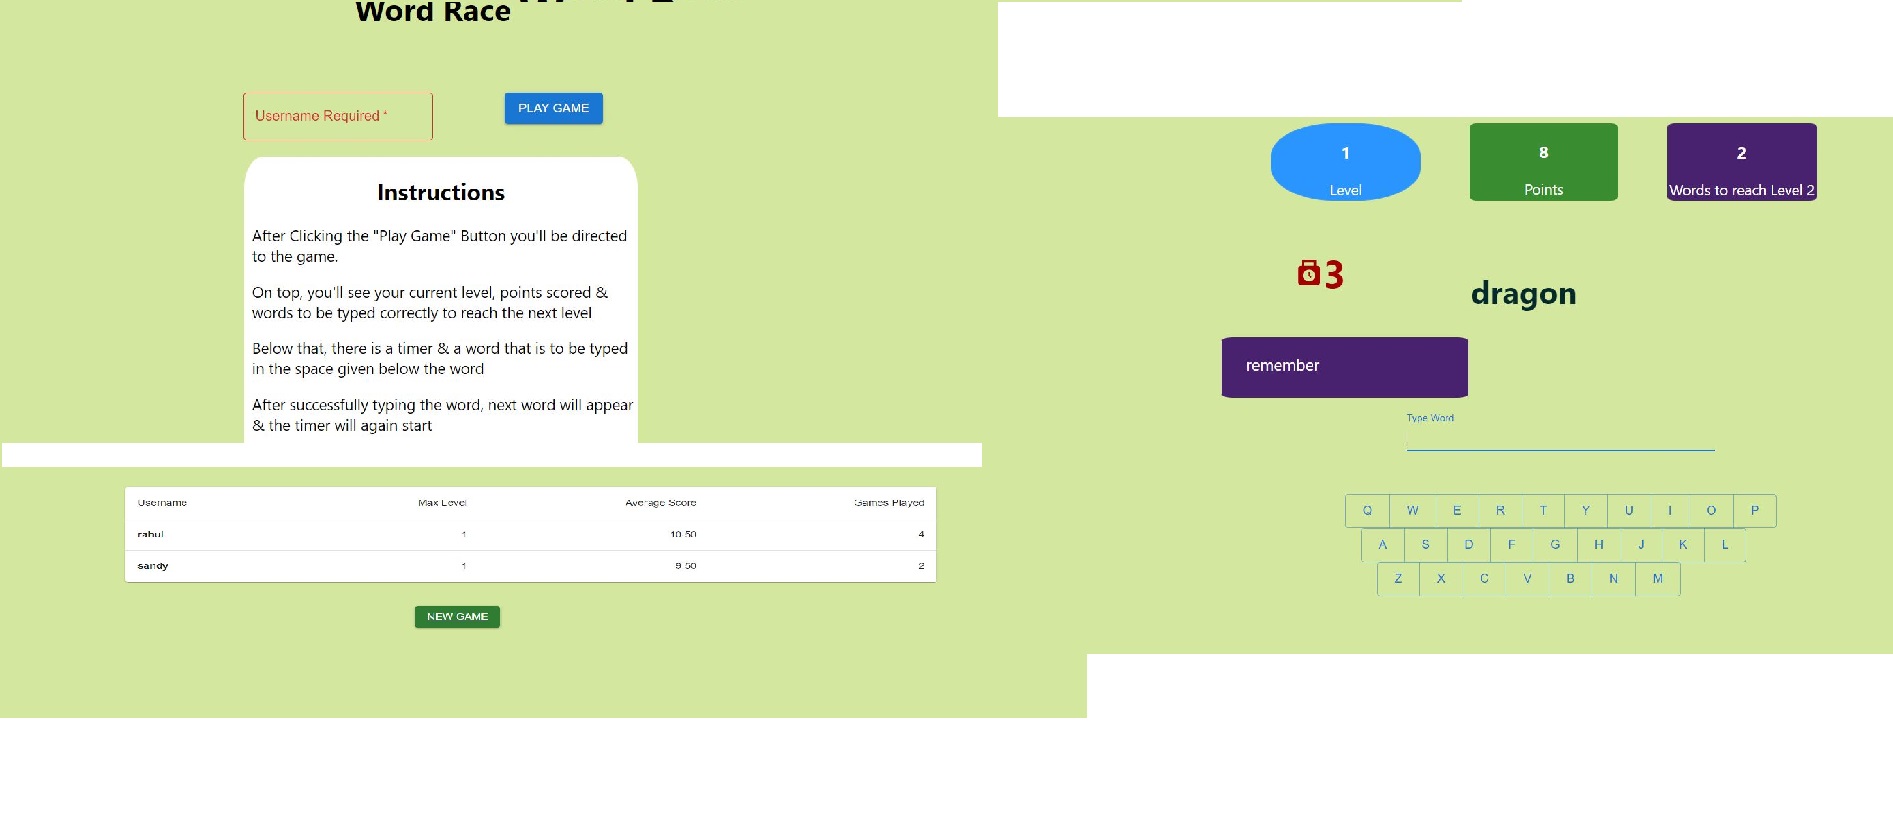 Word Race
Username Required *
PLAY GAME
Instructions
After Clicking the "Play Game" Button you'll be directed
to the game.
On top, you'll see your current level, points scored &
words to be typed correctly to reach the next level
Below that, there is a timer & a word that is to be typed
in the space given below the word
After successfully typing the word, next word will appear
& the timer will again start
Username Max Level Average Score Games Played
rahul 1 10.50 4
sandy 1 9.50 2
NEW GAME
1 8 2
Level Points Words to reach Level 2
3
dragon
remember
Type Word
Q W E R T Y U I O P
A S D F G H J K L
Z X C V B N M